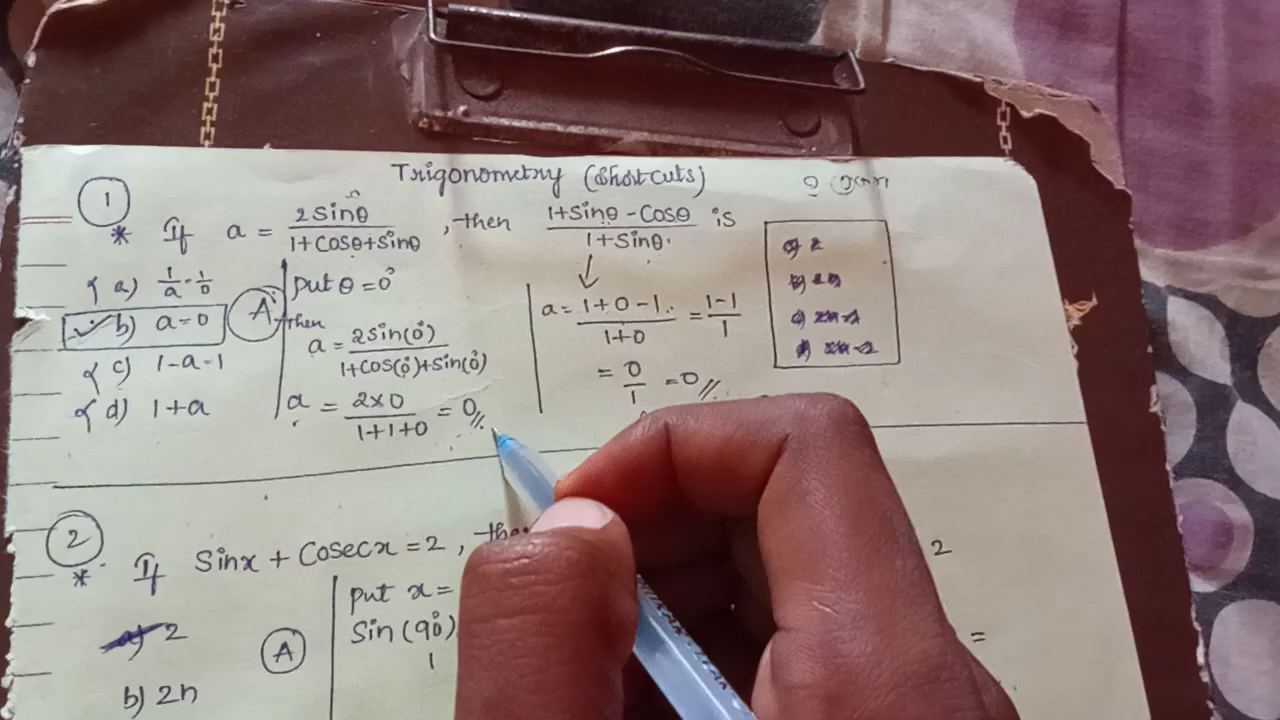 Trigonometry (Shortcuts)
1
* If a = 2Sinθ / 1+Cosθ+Sinθ , then 1+Sinθ-Cosθ / 1+Sinθ is
a) 1/a = 1/0
b) a=0
c) 1-a=1
d) 1+a
A
put θ = 0°
then
a = 2Sin(0°) / 1+Cos(0°)+Sin(0°)
a = 2×0 / 1+1+0 = 0
a = 1+0-1 / 1+0 = 1-1 / 1
= 0/1 = 0
2
* If Sinx + Cosecx = 2 , 2
a) 2
b) 2n
A
put x =
Sin (90°) =
1